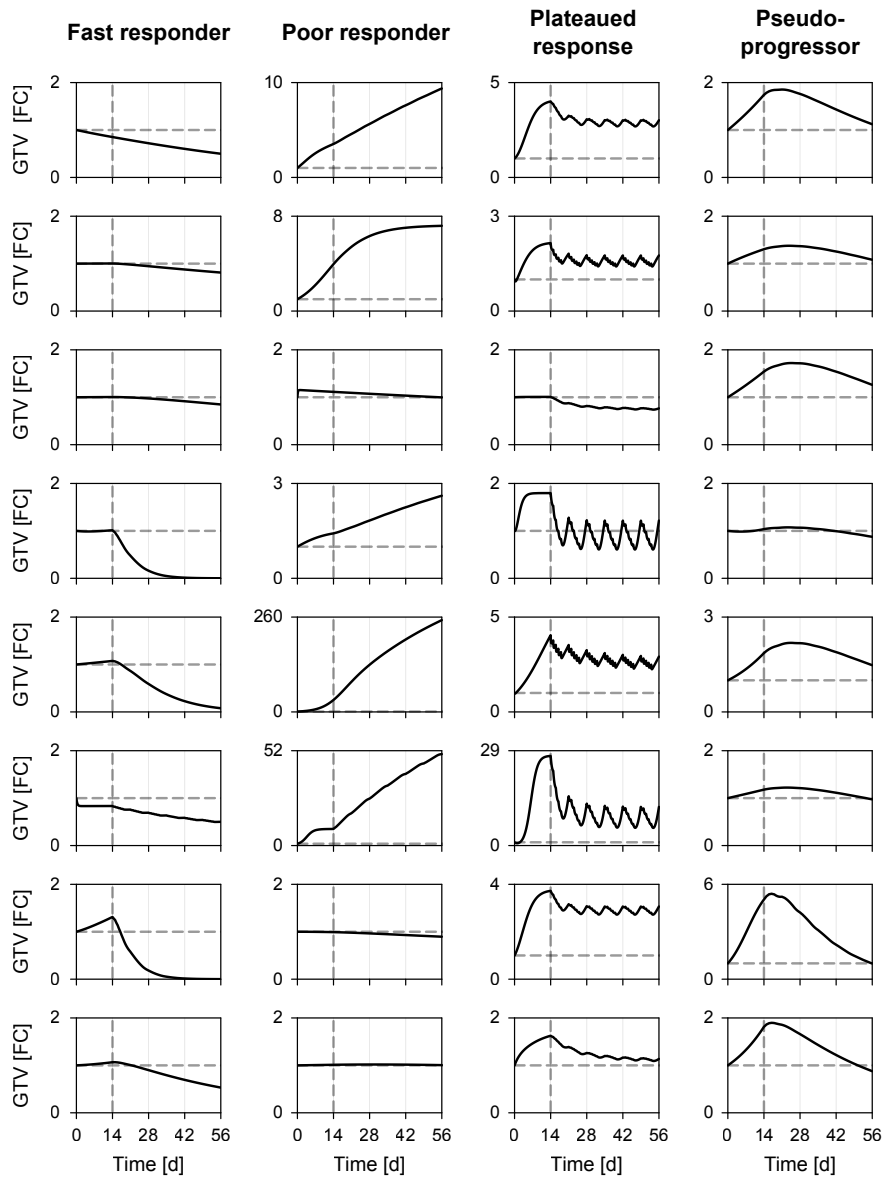 Fast responder
Poor responder
Plateaued
response
Pseudo-
progressor
2 10 5 2
GTV [FC]
0 0 0 0
2 8 3 2
GTV [FC]
0 0 0 0
2 2 2 2
GTV [FC]
0 0 0 0
2 3 2 2
GTV [FC]
0 0 0 0
2 260 5 3
GTV [FC]
0 0 0 0
2 52 29 2
GTV [FC]
0 0 0 0
2 2 4 6
GTV [FC]
0 0 0 0
2 2 2 2
GTV [FC]
0 0 0 0
0 14 28 42 56 0 14 28 42 56 0 14 28 42 56 0 14 28 42 56
Time [d] Time [d] Time [d] Time [d]